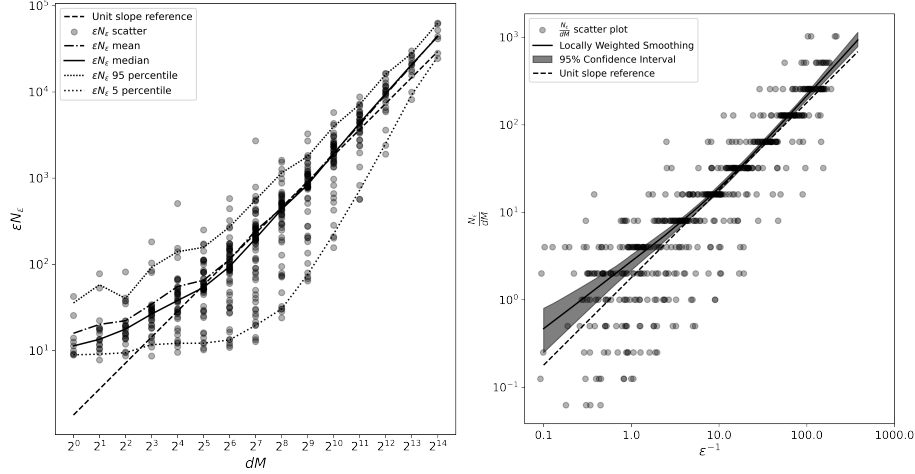 Unit slope reference
εN_ε scatter
εN_ε mean
εN_ε median
εN_ε 95 percentile
εN_ε 5 percentile
10^5
10^4
10^3
10^2
10^1
εN_ε
2^0 2^1 2^2 2^3 2^4 2^5 2^6 2^7 2^8 2^9 2^10 2^11 2^12 2^13 2^14
dM
N_ε/dM scatter plot
Locally Weighted Smoothing
95% Confidence Interval
Unit slope reference
10^3
10^2
10^1
10^0
10^-1
N_ε/dM
0.1 1.0 10.0 100.0 1000.0
ε^-1